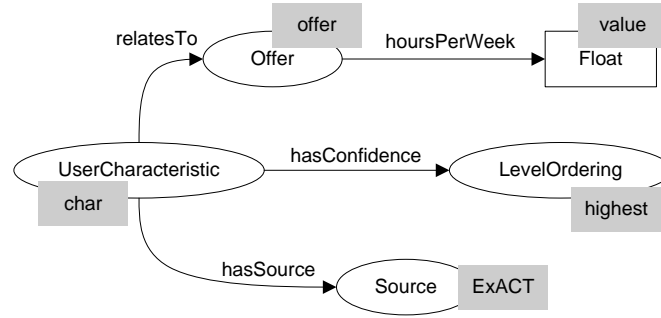 offer
value
relatesTo
hoursPerWeek
Offer
Float
hasConfidence
UserCharacteristic
LevelOrdering
char
highest
hasSource
Source
ExACT